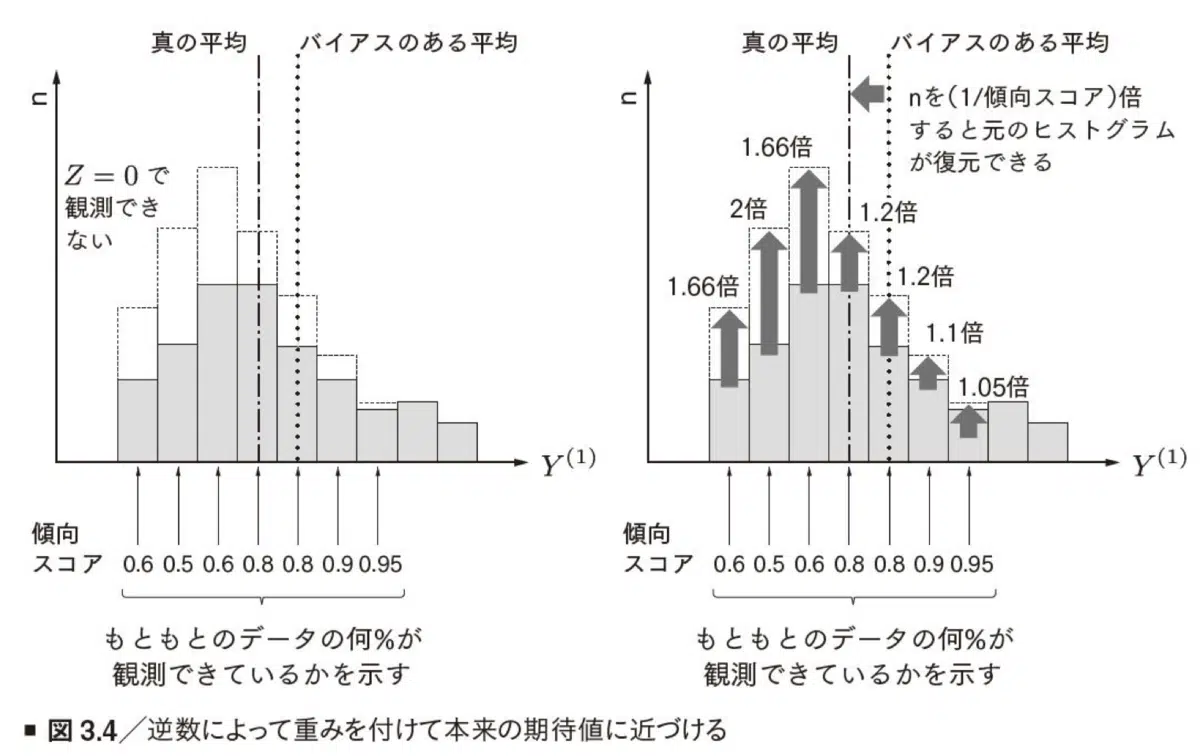 真の平均
バイアスのある平均
n
Z = 0 で
観測でき
ない
Y⁽¹⁾
傾向
スコア 0.6 0.5 0.6 0.8 0.8 0.9 0.95
もともとのデータの何%が
観測できているかを示す
真の平均
バイアスのある平均
n
nを(1/傾向スコア)倍
すると元のヒストグラム
が復元できる
1.66倍
2倍
1.66倍
1.2倍
1.2倍
1.1倍
1.05倍
Y⁽¹⁾
傾向
スコア 0.6 0.5 0.6 0.8 0.8 0.9 0.95
もともとのデータの何%が
観測できているかを示す
■ 図 3.4／逆数によって重みを付けて本来の期待値に近づける